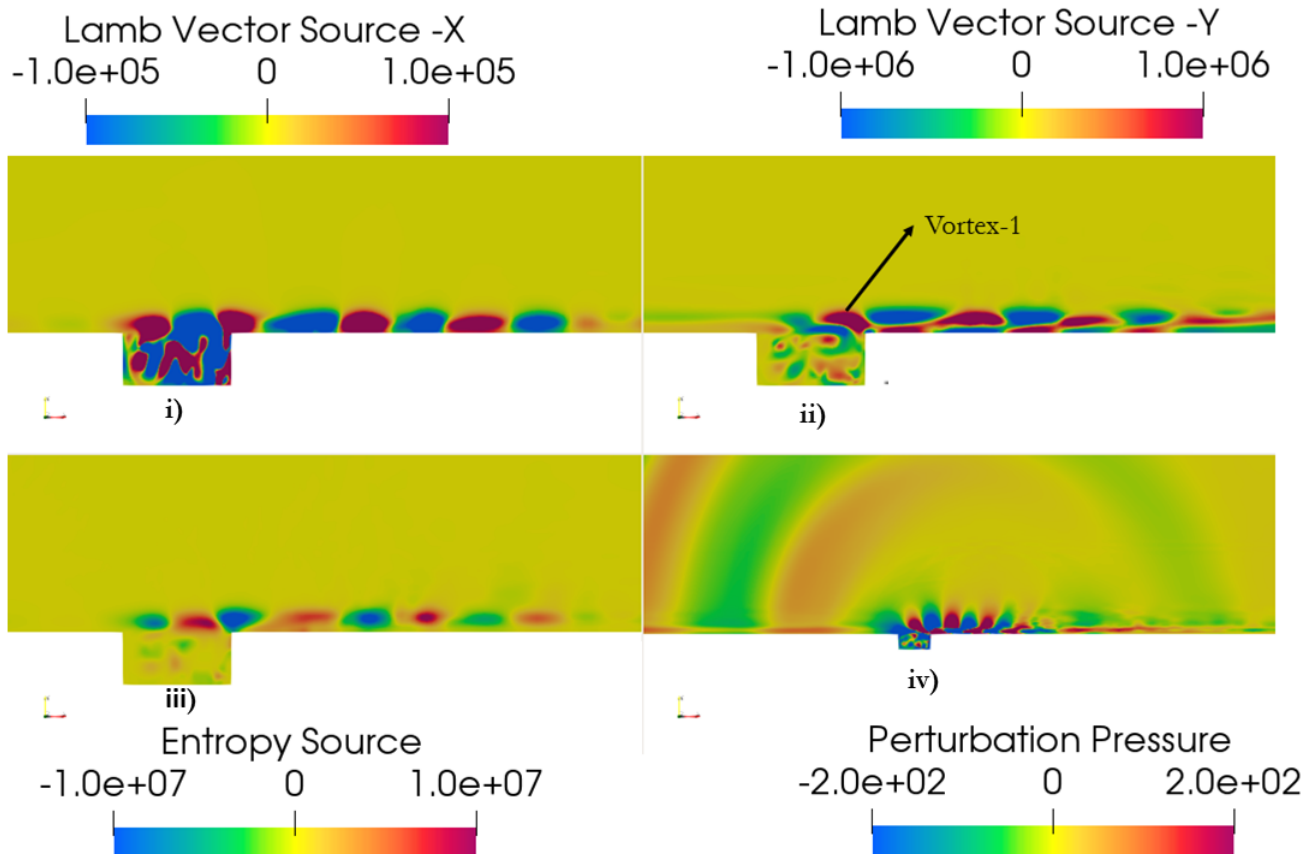 Lamb Vector Source -X
-1.0e+05 0 1.0e+05
Lamb Vector Source -Y
-1.0e+06 0 1.0e+06
Vortex-1
i)
ii)
iii)
iv)
Entropy Source
-1.0e+07 0 1.0e+07
Perturbation Pressure
-2.0e+02 0 2.0e+02